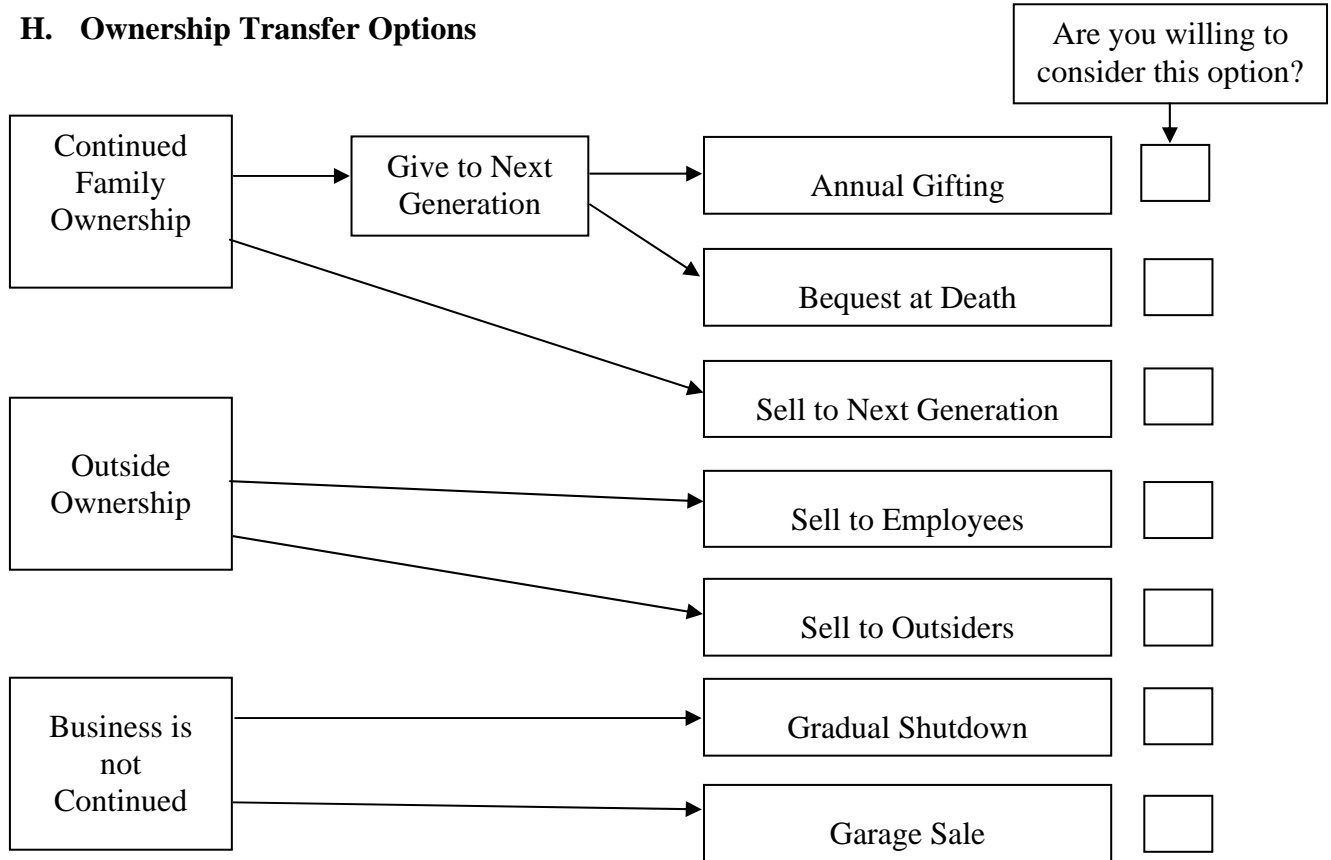 H. Ownership Transfer Options
Are you willing to
consider this option?
Continued
Family
Ownership
Give to Next
Generation
Annual Gifting
Bequest at Death
Sell to Next Generation
Outside
Ownership
Sell to Employees
Sell to Outsiders
Business is
not
Continued
Gradual Shutdown
Garage Sale